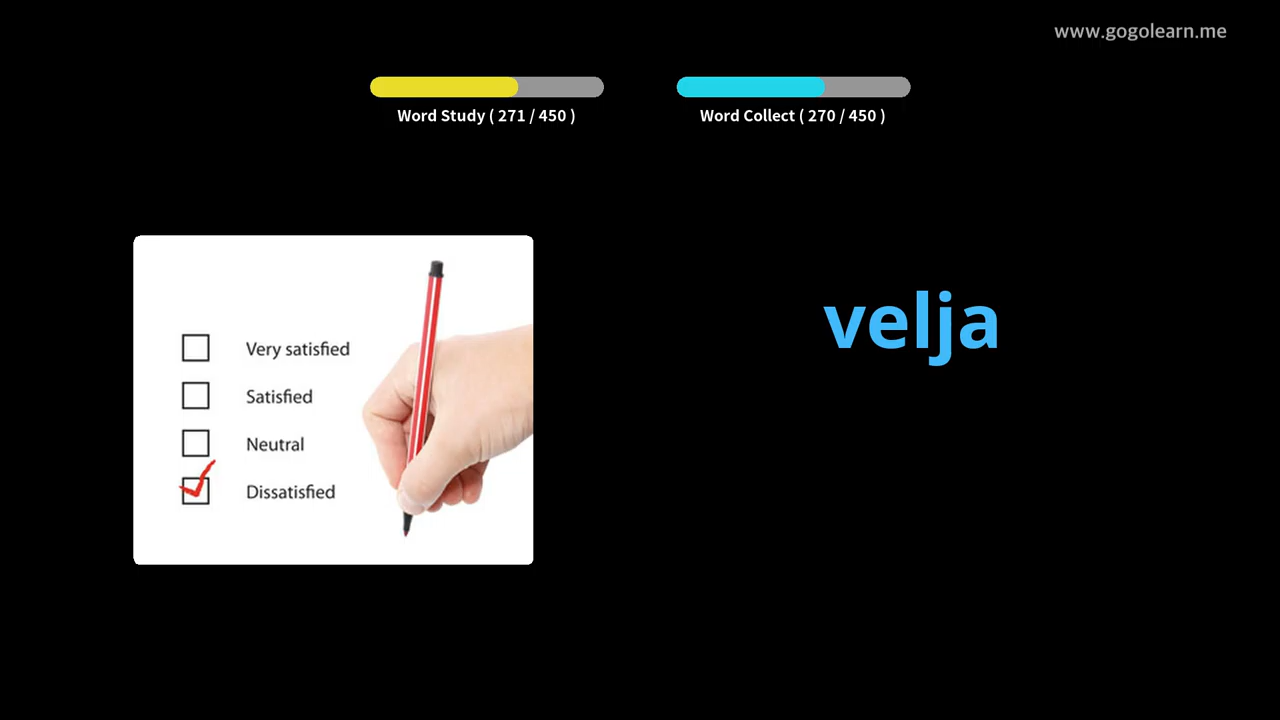 www.gogolearn.me
Word Study ( 271 / 450 )
Word Collect ( 270 / 450 )
velja
Very satisfied
Satisfied
Neutral
Dissatisfied